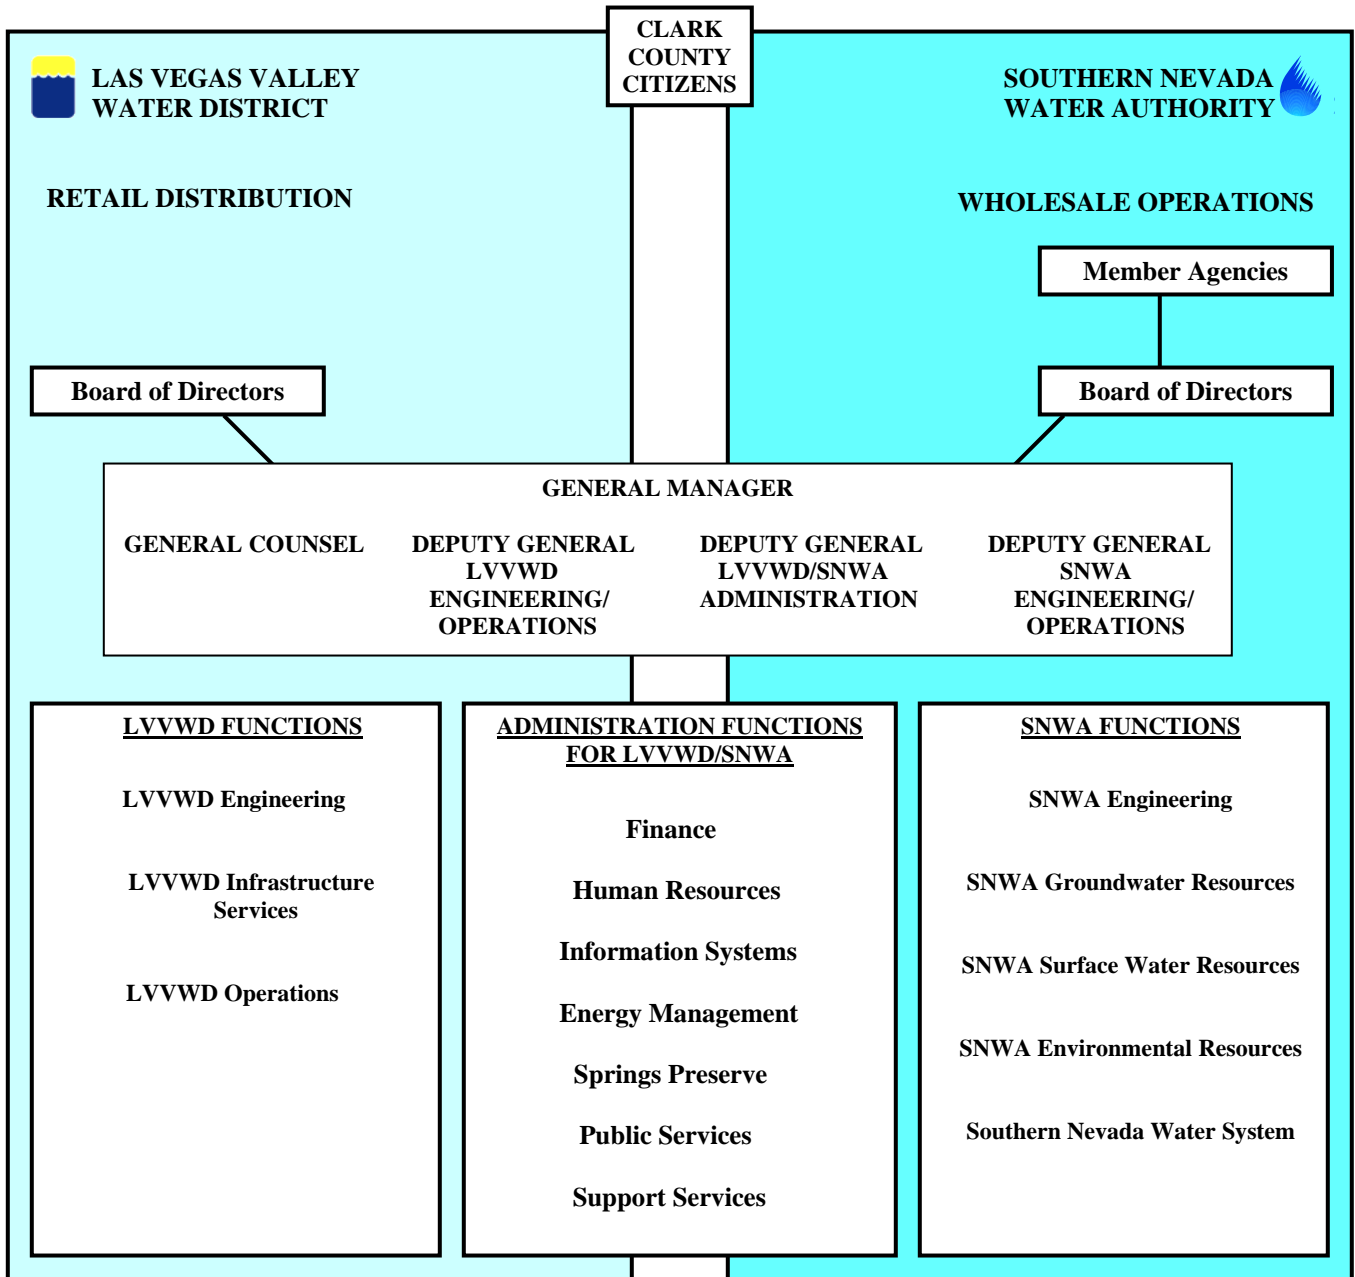 CLARK
COUNTY
CITIZENS
LAS VEGAS VALLEY
WATER DISTRICT
SOUTHERN NEVADA
WATER AUTHORITY
RETAIL DISTRIBUTION
WHOLESALE OPERATIONS
Member Agencies
Board of Directors
Board of Directors
GENERAL MANAGER
GENERAL COUNSEL
DEPUTY GENERAL
LVVWD
ENGINEERING/
OPERATIONS
DEPUTY GENERAL
LVVWD/SNWA
ADMINISTRATION
DEPUTY GENERAL
SNWA
ENGINEERING/
OPERATIONS
LVVWD FUNCTIONS
LVVWD Engineering
LVVWD Infrastructure
Services
LVVWD Operations
ADMINISTRATION FUNCTIONS
FOR LVVWD/SNWA
Finance
Human Resources
Information Systems
Energy Management
Springs Preserve
Public Services
Support Services
SNWA FUNCTIONS
SNWA Engineering
SNWA Groundwater Resources
SNWA Surface Water Resources
SNWA Environmental Resources
Southern Nevada Water System